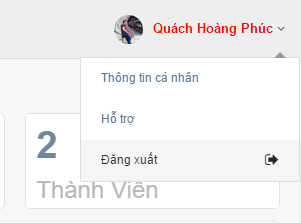 Quách Hoàng Phúc
Thông tin cá nhân
Hỗ trợ
Đăng xuất
2
Thành Viên